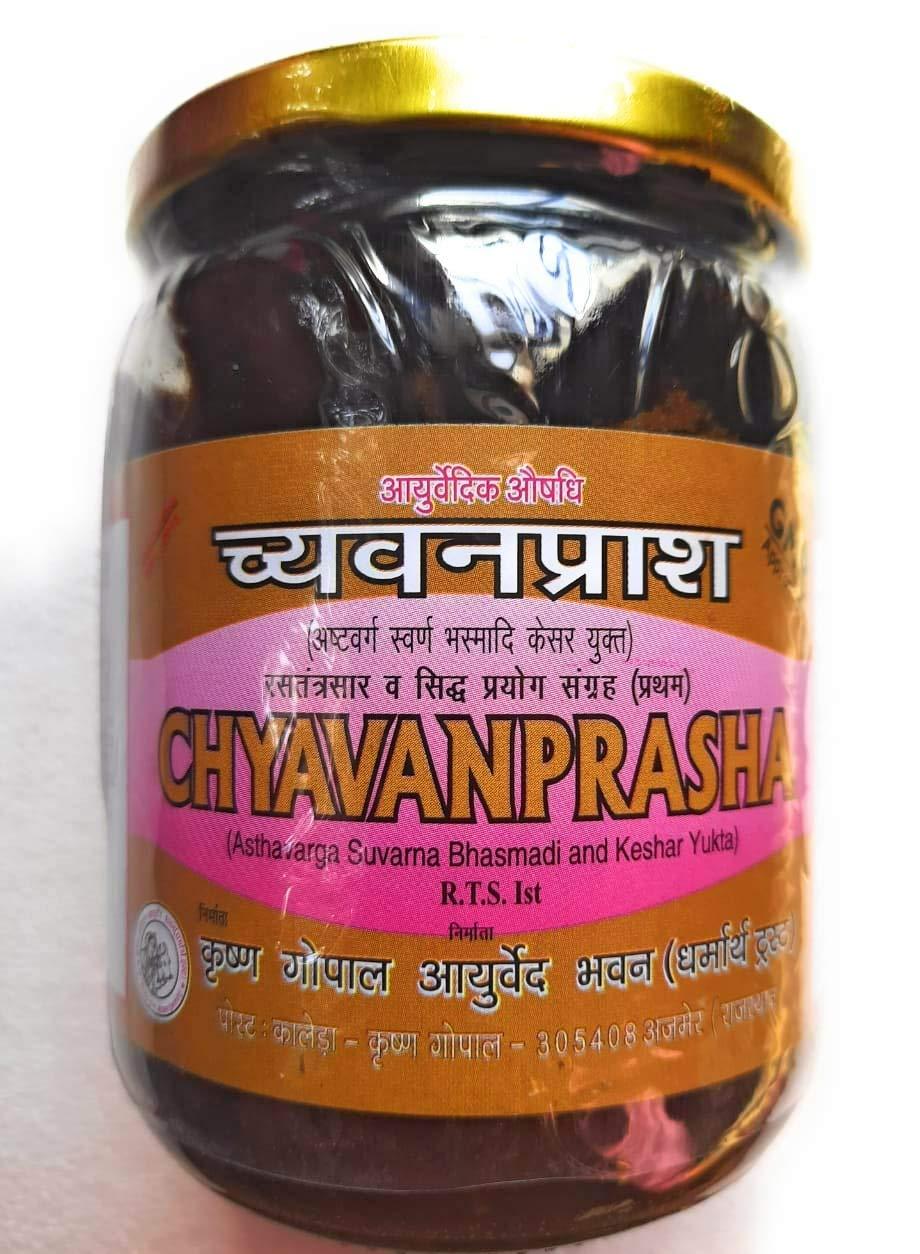 आयुर्वेदिक औषधि
च्यवनप्राश
(अष्टवर्ग स्वर्ण भस्मादि केसर युक्त)
रसतंत्रसार व सिद्ध प्रयोग संग्रह (प्रथम)
CHYAVANPRASHA
(Asthavarga Suvarna Bhasmadi and Keshar Yukta)
R.T.S. Ist
निर्माता
निर्माता
कृष्ण गोपाल आयुर्वेद भवन (धर्मार्थ ट्रस्ट)
पोस्ट : कालेड़ा - कृष्ण गोपाल - 305408 अजमेर (राजस्थान)